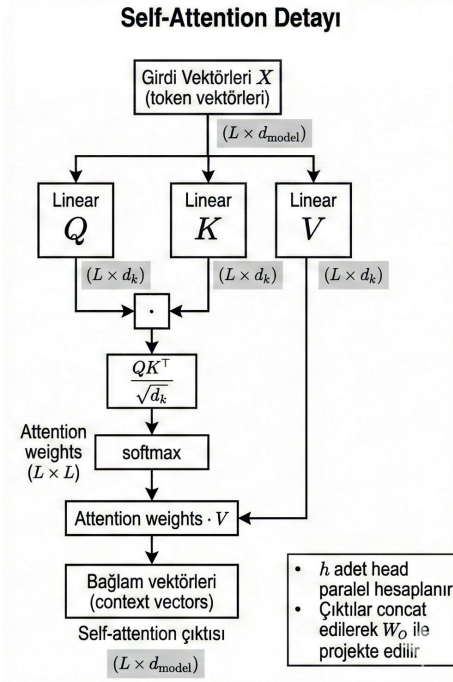 Self-Attention Detayı
Girdi Vektörleri X
(token vektörleri)
(L × d_model)
Linear
Q
Linear
K
Linear
V
(L × d_k)
(L × d_k)
(L × d_k)
·
QK^⊤
√d_k
Attention
weights
(L × L)
softmax
Attention weights · V
Bağlam vektörleri
(context vectors)
Self-attention çıktısı
(L × d_model)
• h adet head
paralel hesaplanır
• Çıktılar concat
edilerek W_O ile
projekte edilir